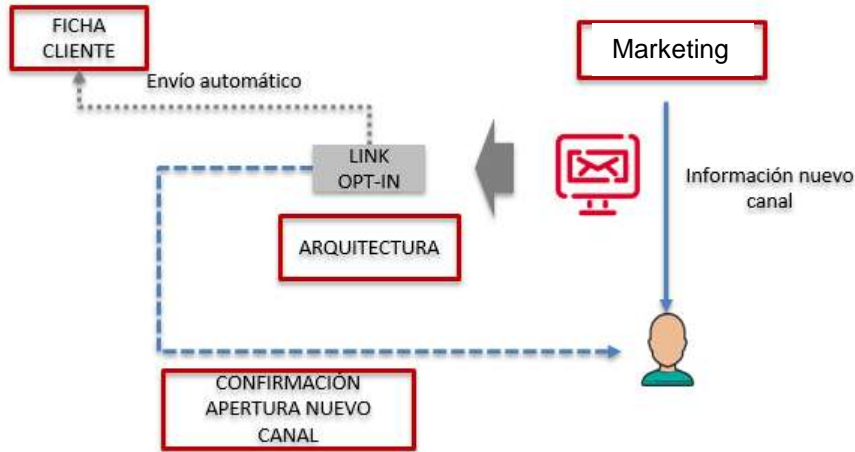 FICHA
CLIENTE
Marketing
Envío automático
LINK
OPT-IN
Información nuevo
canal
ARQUITECTURA
CONFIRMACIÓN
APERTURA NUEVO
CANAL